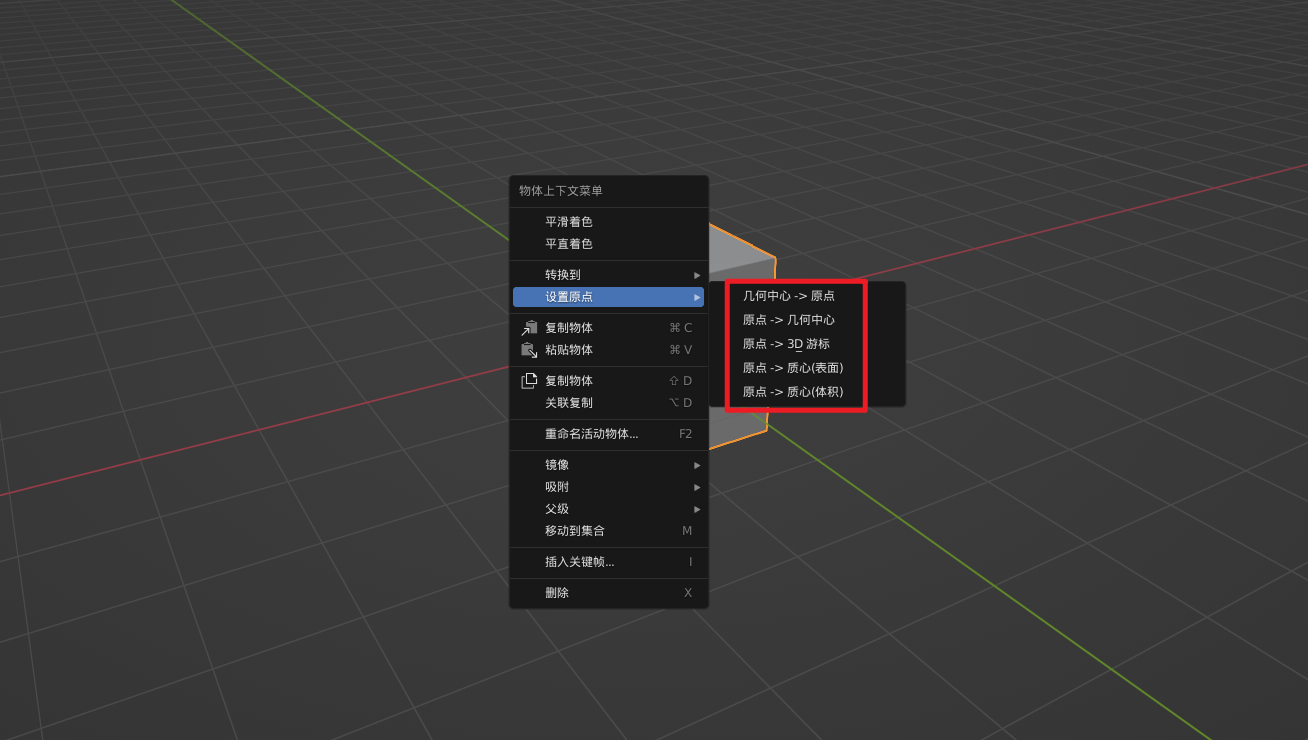 物体上下文菜单
平滑着色
平直着色
转换到
设置原点
几何中心 -> 原点
原点 -> 几何中心
原点 -> 3D 游标
原点 -> 质心(表面)
原点 -> 质心(体积)
复制物体 ⌘ C
粘贴物体 ⌘ V
复制物体 ⇧ D
关联复制 ⌥ D
重命名活动物体... F2
镜像
吸附
父级
移动到集合 M
插入关键帧... I
删除 X